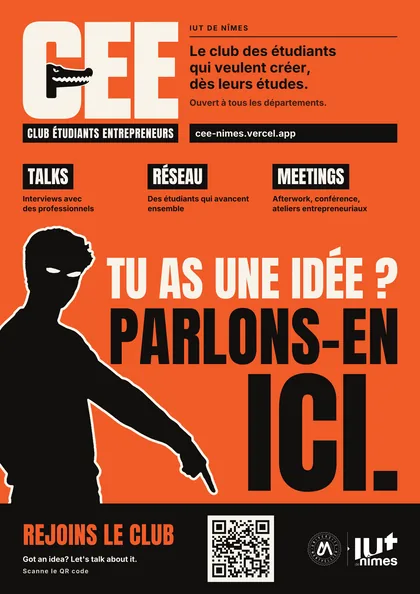 CEE
CLUB ÉTUDIANTS ENTREPRENEURS
IUT DE NÎMES
Le club des étudiants
qui veulent créer,
dès leurs études.
Ouvert à tous les départements.
cee-nimes.vercel.app
TALKS
Interviews avec
des professionnels
RÉSEAU
Des étudiants qui avancent
ensemble
MEETINGS
Afterwork, conférence,
ateliers entrepreneuriaux
TU AS UNE IDÉE ?
PARLONS-EN
ICI.
REJOINS LE CLUB
Got an idea? Let's talk about it.
Scanne le QR code
iut+
nîmes